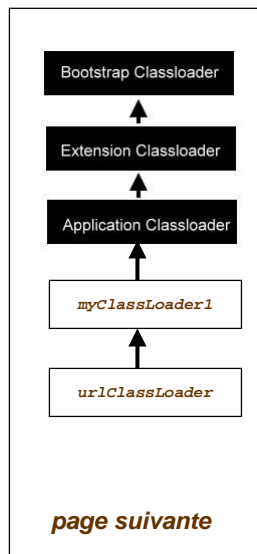 Bootstrap Classloader
Extension Classloader
Application Classloader
myClassLoader1
urlClassLoader
page suivante